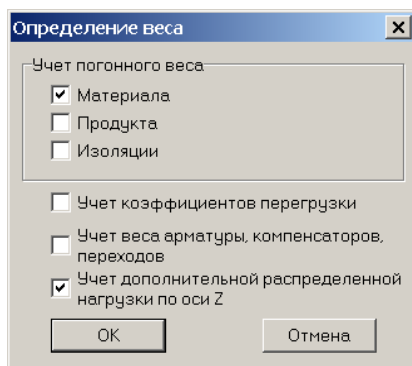 Определение веса
Учет погонного веса
Материала
Продукта
Изоляции
Учет коэффициентов перегрузки
Учет веса арматуры, компенсаторов,
переходов
Учет дополнительной распределенной
нагрузки по оси Z
OK
Отмена